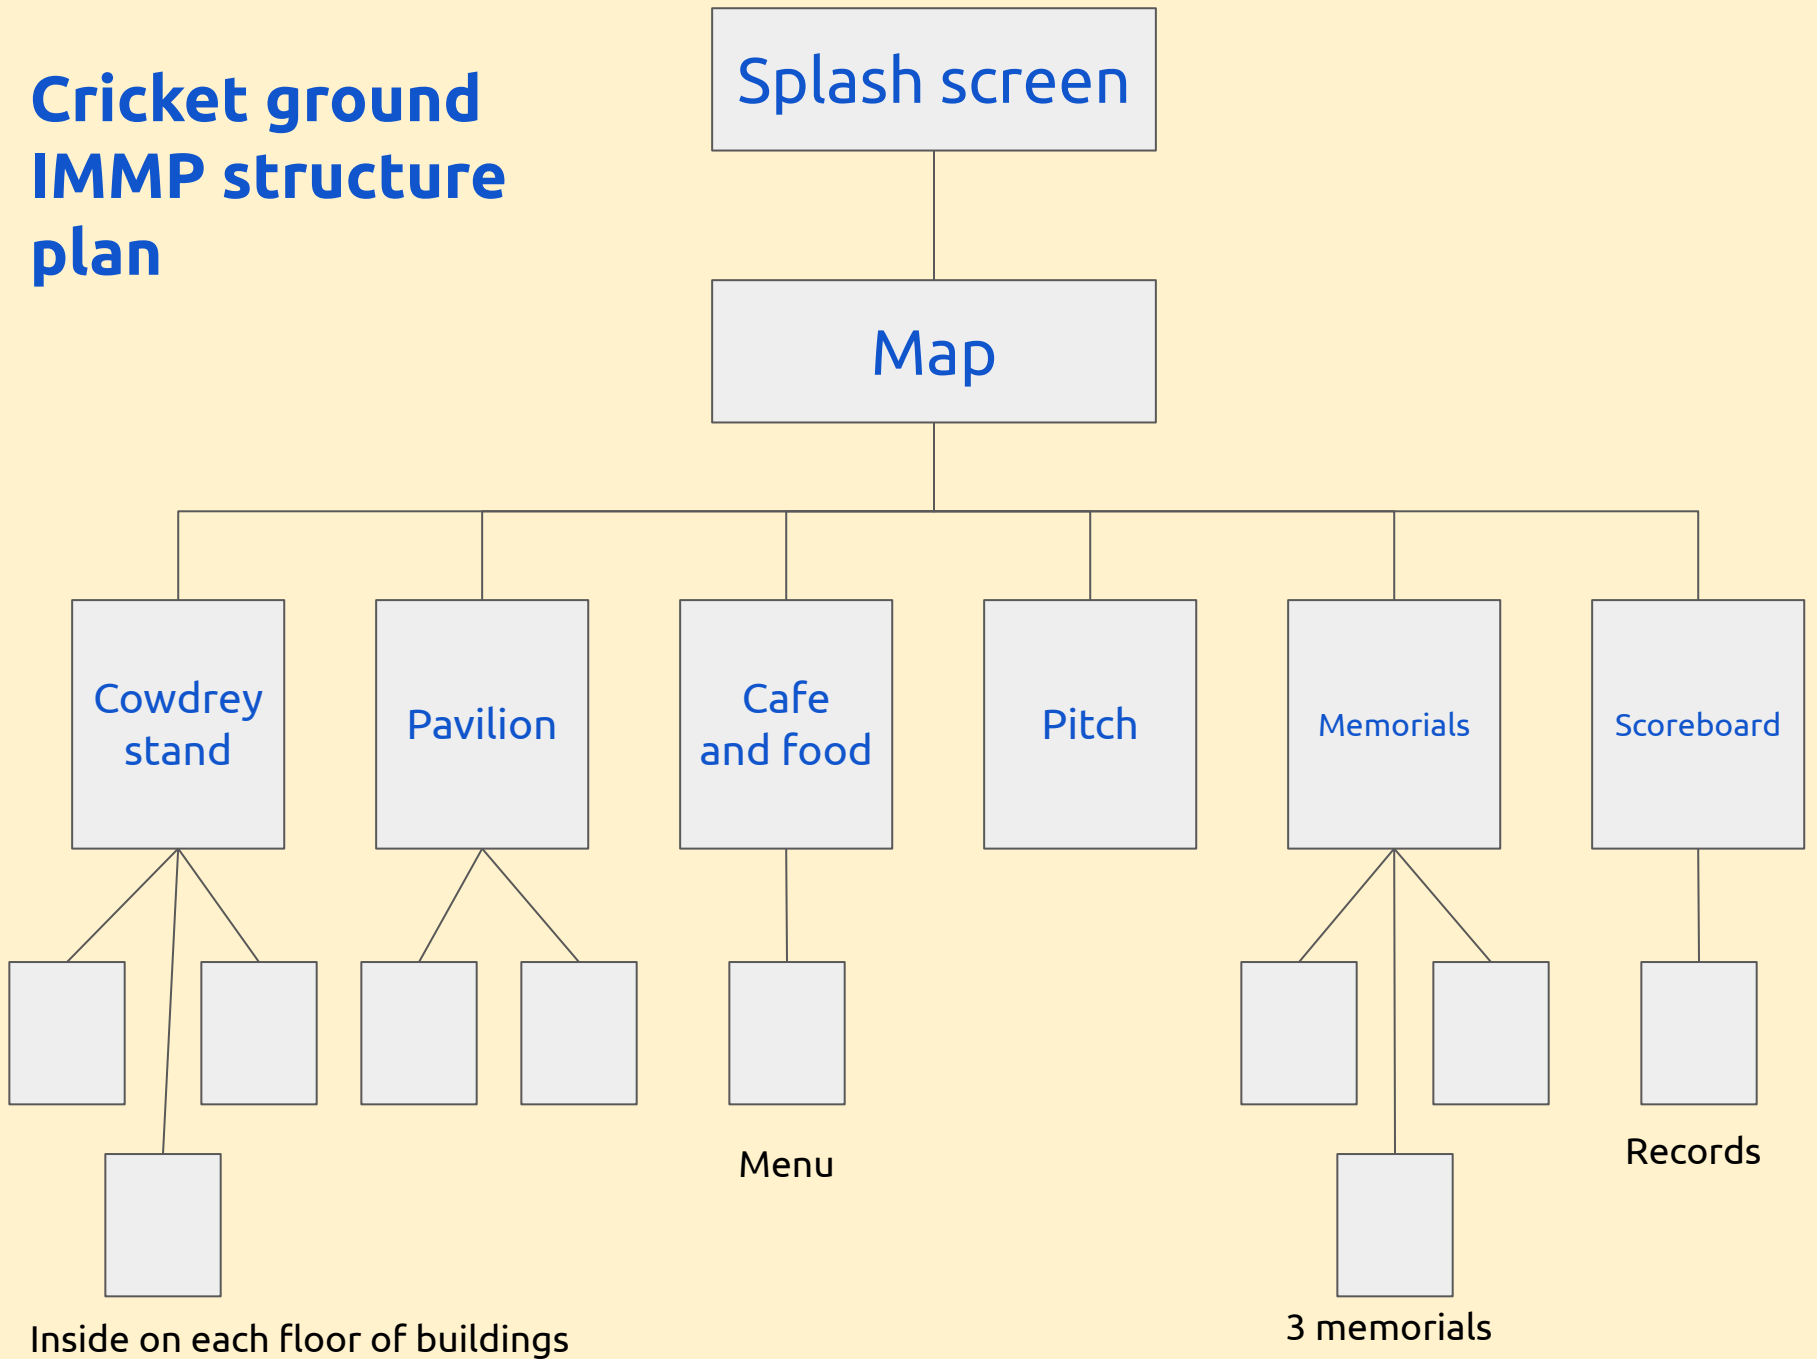 Cricket ground
IMMP structure
plan
Splash screen
Map
Cowdrey
stand
Pavilion
Cafe
and food
Pitch
Memorials
Scoreboard
Menu
Records
Inside on each floor of buildings
3 memorials